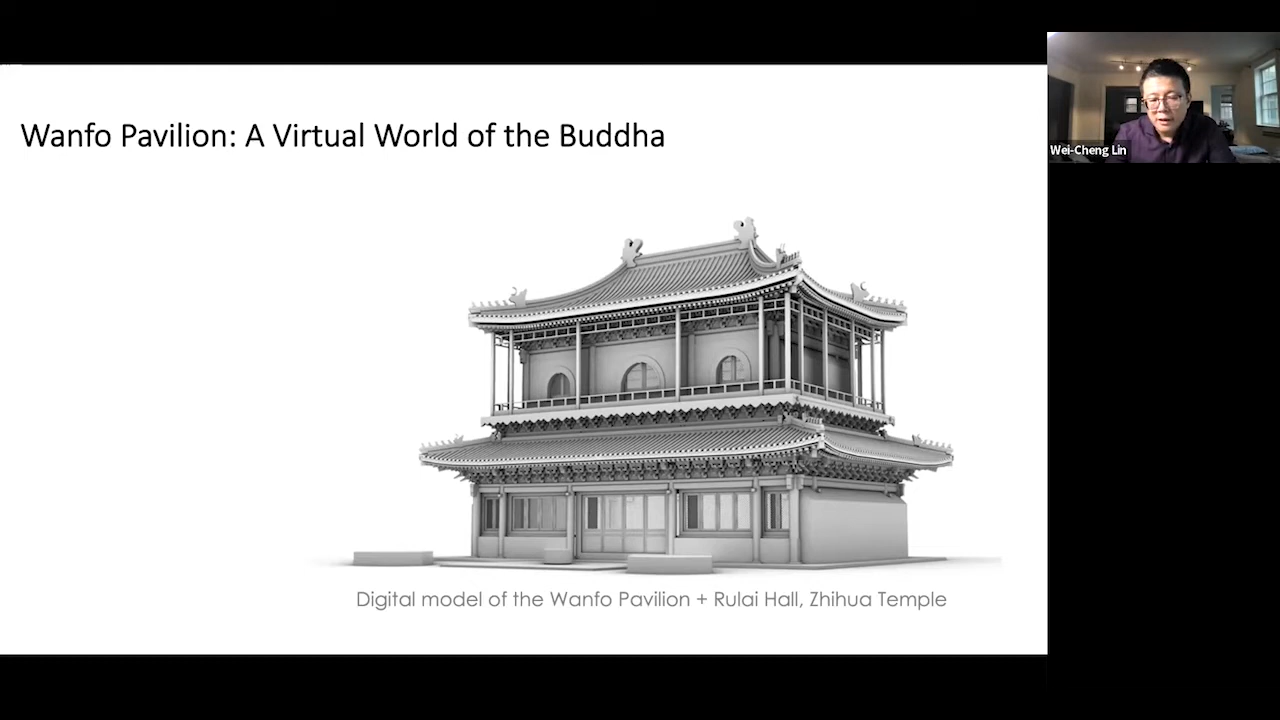 Wanfo Pavilion: A Virtual World of the Buddha
Wei-Cheng Lin
Digital model of the Wanfo Pavilion + Rulai Hall, Zhihua Temple